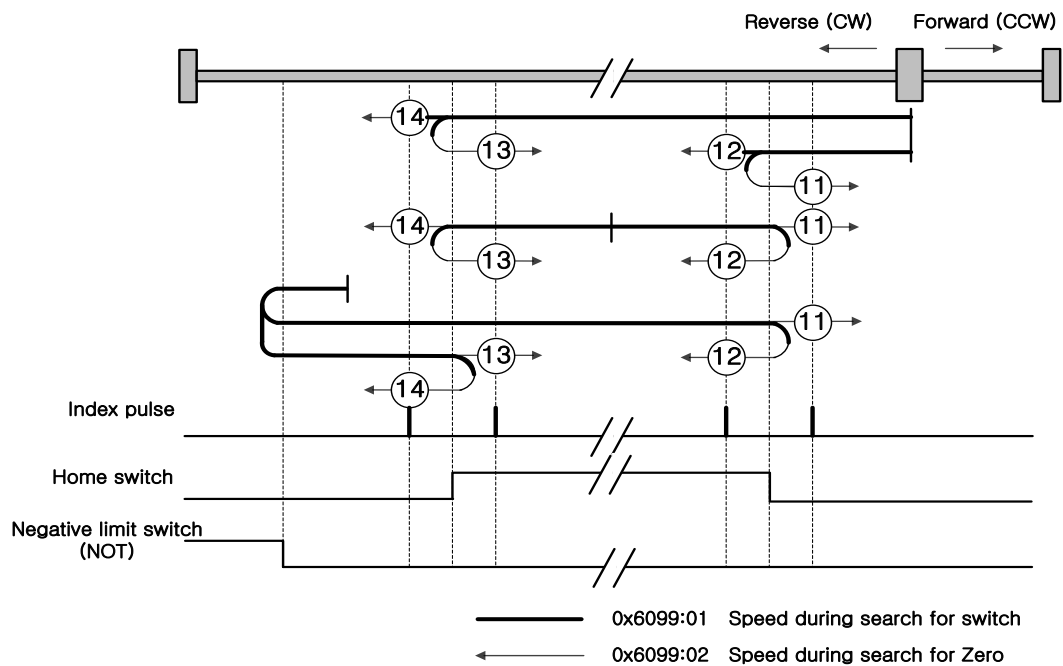 Reverse (CW) Forward (CCW)
14
13
12
11
14
11
13
12
11
13
12
14
Index pulse
Home switch
Negative limit switch
(NOT)
0x6099:01 Speed during search for switch
0x6099:02 Speed during search for Zero